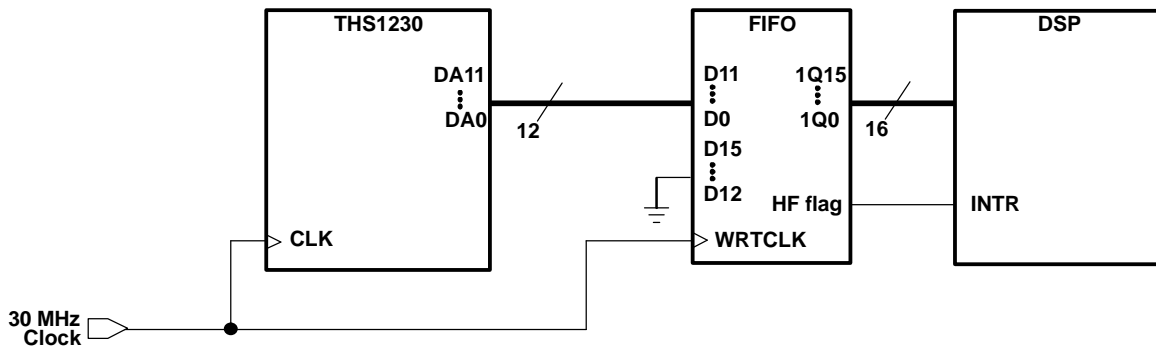 THS1230
DA11
DA0
CLK
12
FIFO
D11
D0
D15
D12
1Q15
1Q0
HF flag
WRTCLK
16
DSP
INTR
30 MHz
Clock